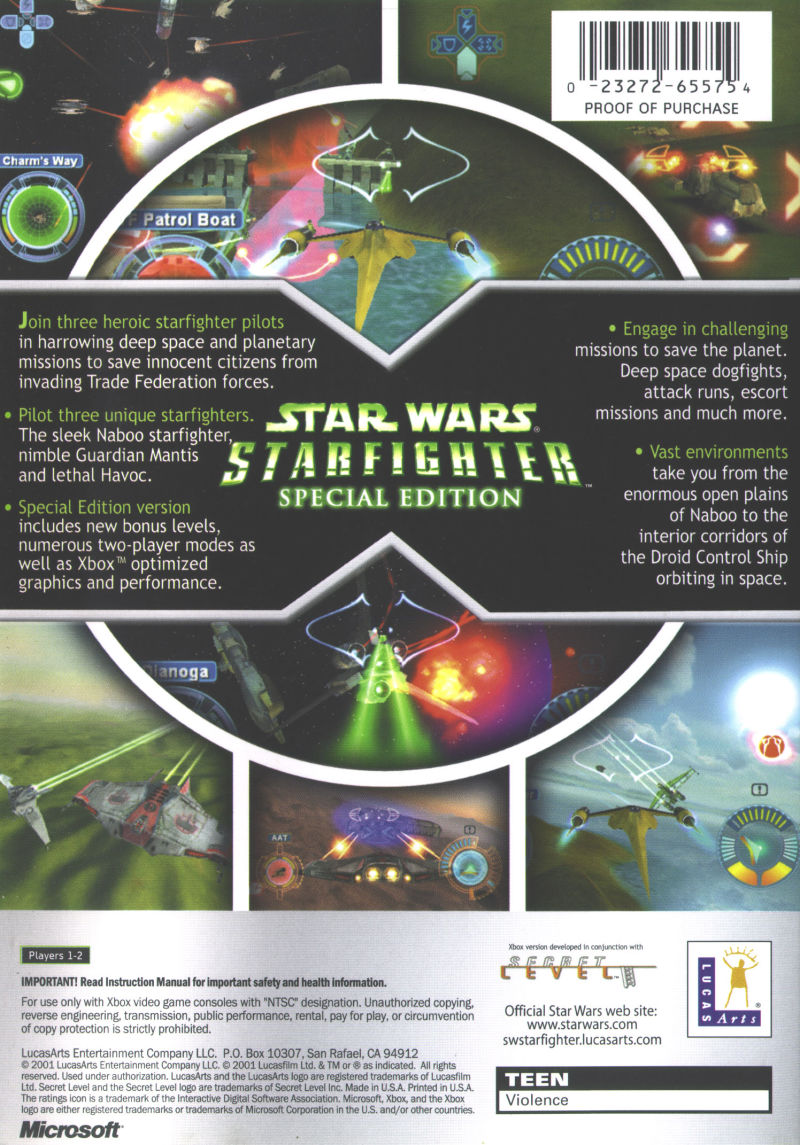 0 -23272-65575 4
PROOF OF PURCHASE
Charm's Way
Patrol Boat
Join three heroic starfighter pilots
in harrowing deep space and planetary
missions to save innocent citizens from
invading Trade Federation forces.
• Pilot three unique starfighters.
The sleek Naboo starfighter,
nimble Guardian Mantis
and lethal Havoc.
• Special Edition version
includes new bonus levels,
numerous two-player modes as
well as Xbox™ optimized
graphics and performance.
STAR WARS®
STARFIGHTER™
SPECIAL EDITION
• Engage in challenging
missions to save the planet.
Deep space dogfights,
attack runs, escort
missions and much more.
• Vast environments
take you from the
enormous open plains
of Naboo to the
interior corridors of
the Droid Control Ship
orbiting in space.
Dianoga
AAT
Players 1-2
IMPORTANT! Read Instruction Manual for important safety and health information.
For use only with Xbox video game consoles with "NTSC" designation. Unauthorized copying,
reverse engineering, transmission, public performance, rental, pay for play, or circumvention
of copy protection is strictly prohibited.
LucasArts Entertainment Company LLC. P.O. Box 10307, San Rafael, CA 94912
© 2001 LucasArts Entertainment Company LLC. © 2001 Lucasfilm Ltd. & TM or ® as indicated. All rights
reserved. Used under authorization. LucasArts and the LucasArts logo are registered trademarks of Lucasfilm
Ltd. Secret Level and the Secret Level logo are trademarks of Secret Level Inc. Made in U.S.A. Printed in U.S.A.
The ratings icon is a trademark of the Interactive Digital Software Association. Microsoft, Xbox, and the Xbox
logo are either registered trademarks or trademarks of Microsoft Corporation in the U.S. and/or other countries.
Microsoft®
Xbox version developed in conjunction with
SECRET
LEVEL™
Official Star Wars web site:
www.starwars.com
swstarfighter.lucasarts.com
LUCAS
Arts®
TEEN
Violence